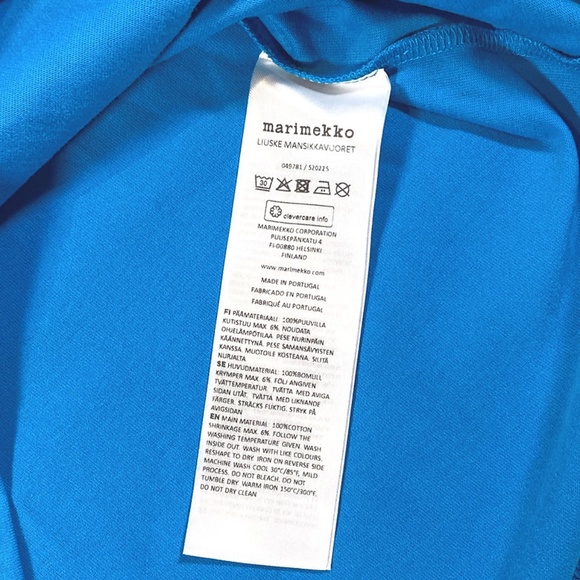 marimekko
LIUSKE MANSIKKAVUORET
049781 / 520225
30
clevercare.info
MARIMEKKO CORPORATION
PUUSEPÄNKATU 4
FI-00880 HELSINKI
FINLAND
www.marimekko.com
MADE IN PORTUGAL
FABRICADO EN PORTUGAL
FABRIQUÉ AU PORTUGAL
FI PÄÄMATERIAALI: 100%PUUVILLA
KUTISTUU MAX. 6%. NOUDATA
OHJELÄMPÖTILAA. PESE NURINPÄIN
KÄÄNNETTYNÄ. PESE SAMANSÄVYISTEN
KANSSA. MUOTOILE KOSTEANA. SILITÄ
NURJALTA
SE HUVUDMATERIAL: 100%BOMULL
KRYMPER MAX. 6%. FÖLJ ANGIVEN
TVÄTTEMPERATUR. TVÄTTA MED AVIGA
SIDAN UTÅT. TVÄTTA MED LIKNANDE
FÄRGER. STRÄCKS FUKTIG. STRYK PÅ
AVIGSIDAN
EN MAIN MATERIAL: 100%COTTON
SHRINKAGE MAX. 6% FOLLOW THE
WASHING TEMPERATURE GIVEN. WASH
INSIDE OUT. WASH WITH LIKE COLOURS.
RESHAPE TO DRY. IRON ON REVERSE SIDE
MACHINE WASH COOL 30°C/85°F, MILD
PROCESS. DO NOT BLEACH. DO NOT
TUMBLE DRY. WARM IRON 150°C/300°F.
DO NOT DRY CLEAN